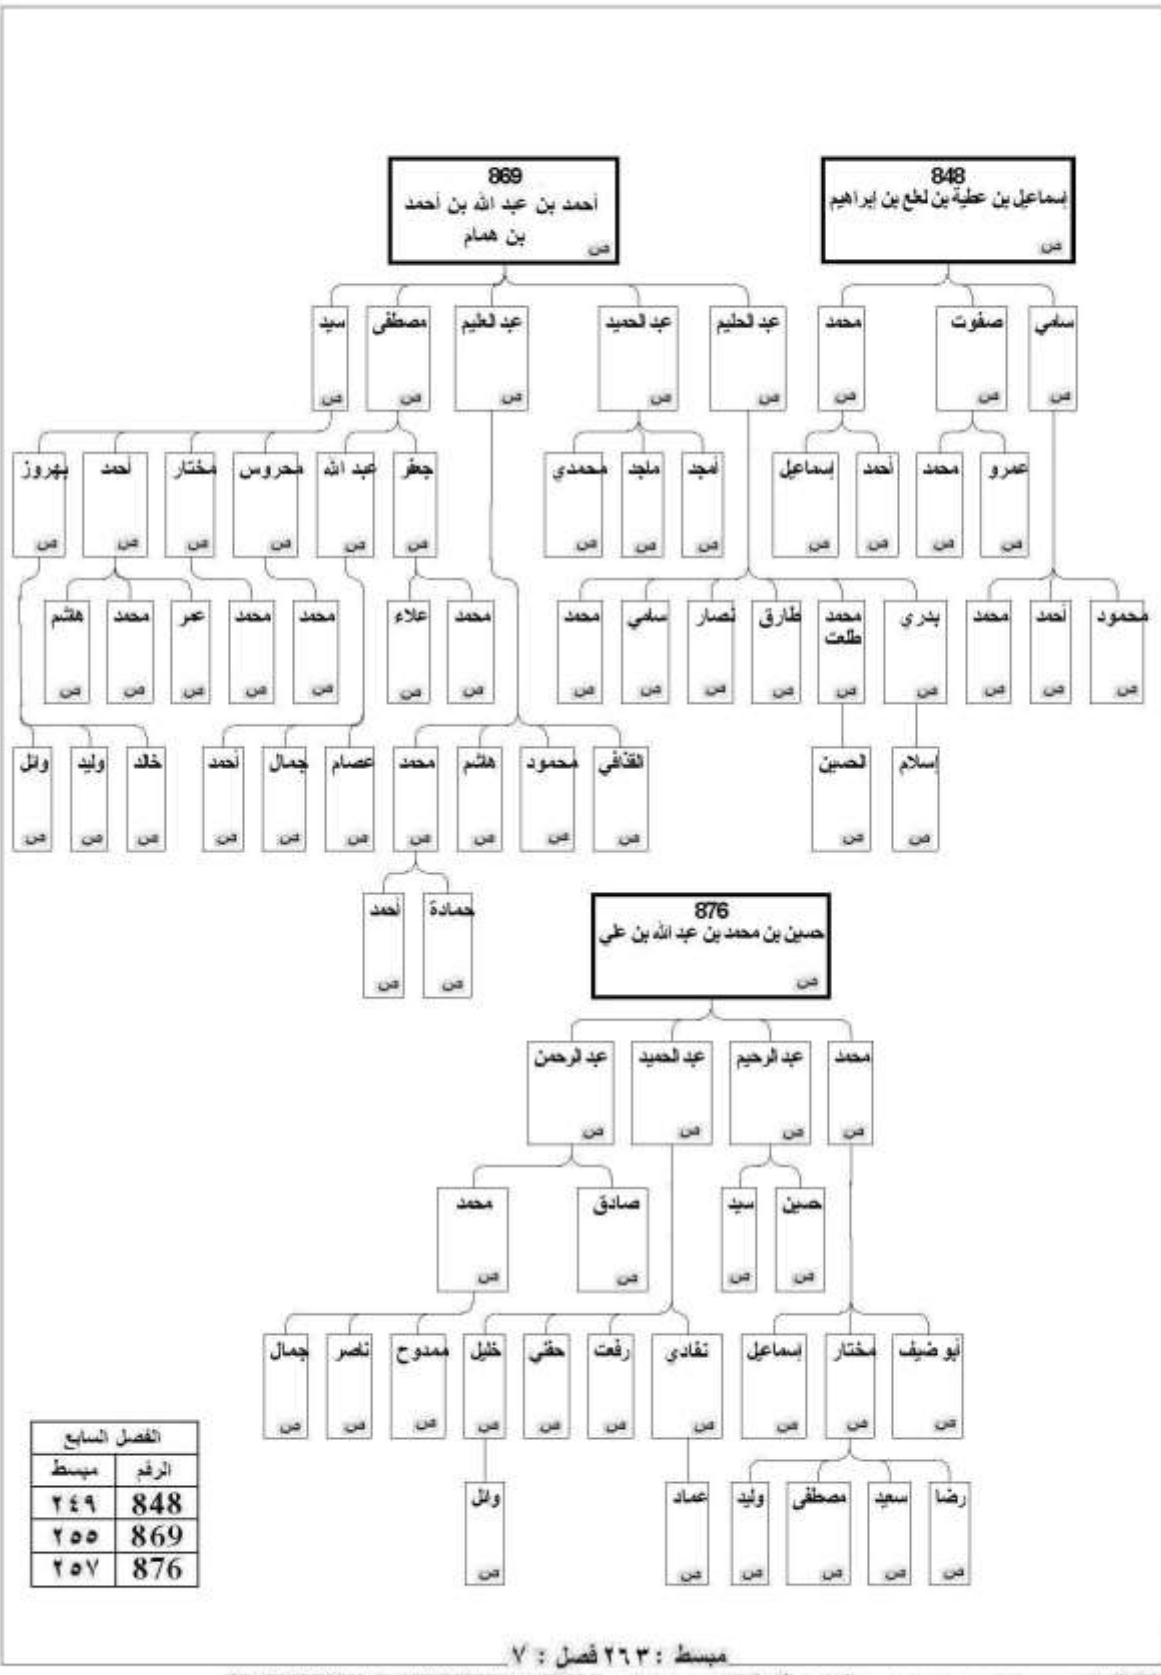 848
إسماعيل بن عطية بن لعلع بن إبراهيم
ص
869
أحمد بن عبد الله بن أحمد
بن همام
ص
سامي صفوت محمد عبد الحليم عبد الحميد عبد العليم مصطفى سيد
ص ص ص ص ص ص ص ص
عمرو محمد أحمد إسماعيل أمجد ماجد محمدي جعفر عبد الله محروس مختار أحمد بهروز
ص ص ص ص ص ص ص ص ص ص ص ص ص
محمود أحمد محمد بدري محمد طارق نصار سامي محمد محمد علاء محمد محمد عمر محمد هاشم
طلعت
ص ص ص ص ص ص ص ص ص ص ص ص ص ص ص ص
إسلام الحسين القذافي محمود هاشم محمد عصام جمال أحمد خالد وليد وائل
ص ص ص ص ص ص ص ص ص ص ص ص
حمادة أحمد
ص ص
876
حسين بن محمد بن عبد الله بن علي
ص
محمد عبد الرحيم عبد الحميد عبد الرحمن
ص ص ص ص
حسين سيد صادق محمد
ص ص ص ص
أبو ضيف مختار إسماعيل نفادي رفعت حفني خليل ممدوح ناصر جمال
ص ص ص ص ص ص ص ص ص ص
رضا سعيد مصطفى وليد عماد وائل
ص ص ص ص ص ص
الفصل السابع
الرقم مبسط
848 ٢٤٩
869 ٢٥٥
876 ٢٥٧
مبسط : ٢٦٣ فصل : ٧